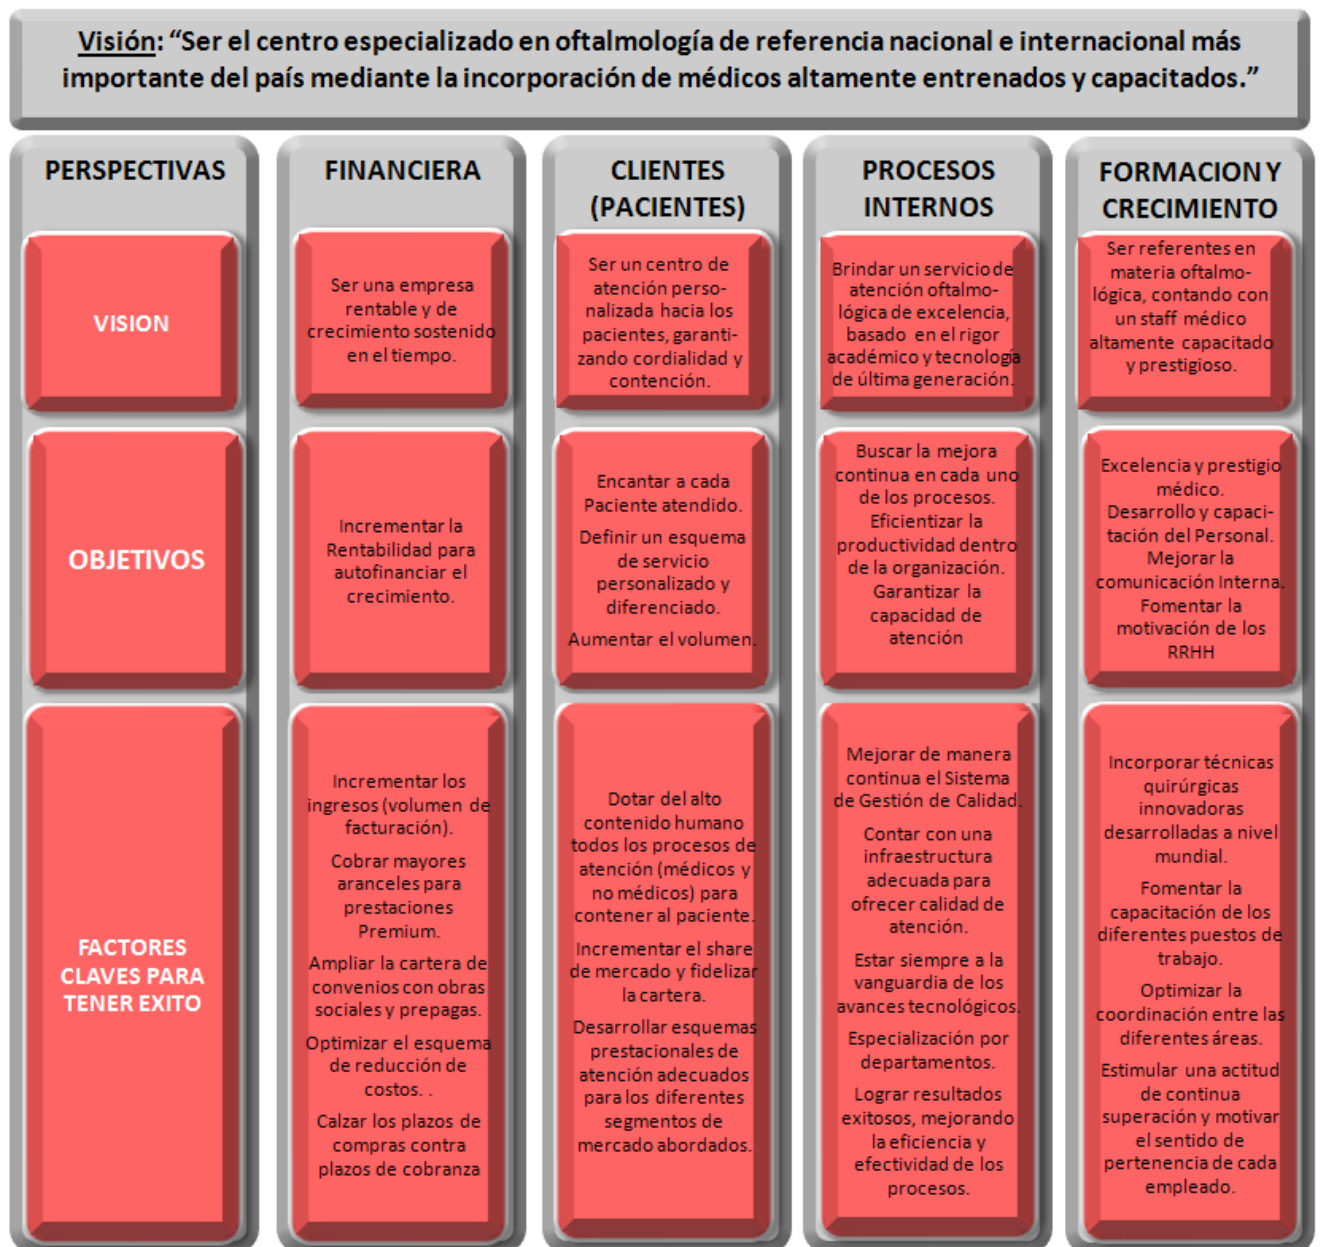 Visión: “Ser el centro especializado en oftalmología de referencia nacional e internacional más
importante del país mediante la incorporación de médicos altamente entrenados y capacitados.”
PERSPECTIVAS
FINANCIERA
CLIENTES
(PACIENTES)
PROCESOS
INTERNOS
FORMACION Y
CRECIMIENTO
VISION
Ser una empresa
rentable y de
crecimiento sostenido
en el tiempo.
Ser un centro de
atención perso-
nalizada hacia los
pacientes, garanti-
zando cordialidad y
contención.
Brindar un servicio de
atención oftalmo-
lógica de excelencia,
basado en el rigor
académico y tecnología
de última generación.
Ser referentes en
materia oftalmo-
lógica, contando con
un staff médico
altamente capacitado
y prestigioso.
OBJETIVOS
Incrementar la
Rentabilidad para
autofinanciar el
crecimiento.
Encantar a cada
Paciente atendido.
Definir un esquema
de servicio
personalizado y
diferenciado.
Aumentar el volumen.
Buscar la mejora
continua en cada uno
de los procesos.
Eficientizar la
productividad dentro
de la organización.
Garantizar la
capacidad de
atención
Excelencia y prestigio
médico.
Desarrollo y capaci-
tación del Personal.
Mejorar la
comunicación Interna.
Fomentar la
motivación de los
RRHH
FACTORES
CLAVES PARA
TENER EXITO
Incrementar los
ingresos (volumen de
facturación).
Cobrar mayores
aranceles para
prestaciones
Premium.
Ampliar la cartera de
convenios con obras
sociales y prepagas.
Optimizar el esquema
de reducción de
costos. .
Calzar los plazos de
compras contra
plazos de cobranza
Dotar del alto
contenido humano
todos los procesos de
atención (médicos y
no médicos) para
contener al paciente.
Incrementar el share
de mercado y fidelizar
la cartera.
Desarrollar esquemas
prestacionales de
atención adecuados
para los diferentes
segmentos de
mercado abordados.
Mejorar de manera
continua el Sistema
de Gestión de Calidad.
Contar con una
infraestructura
adecuada para
ofrecer calidad de
atención.
Estar siempre a la
vanguardia de los
avances tecnológicos.
Especialización por
departamentos.
Lograr resultados
exitosos, mejorando
la eficiencia y
efectividad de los
procesos.
Incorporar técnicas
quirúrgicas
innovadoras
desarrolladas a nivel
mundial.
Fomentar la
capacitación de los
diferentes puestos de
trabajo.
Optimizar la
coordinación entre las
diferentes áreas.
Estimular una actitud
de continua
superación y motivar
el sentido de
pertenencia de cada
empleado.